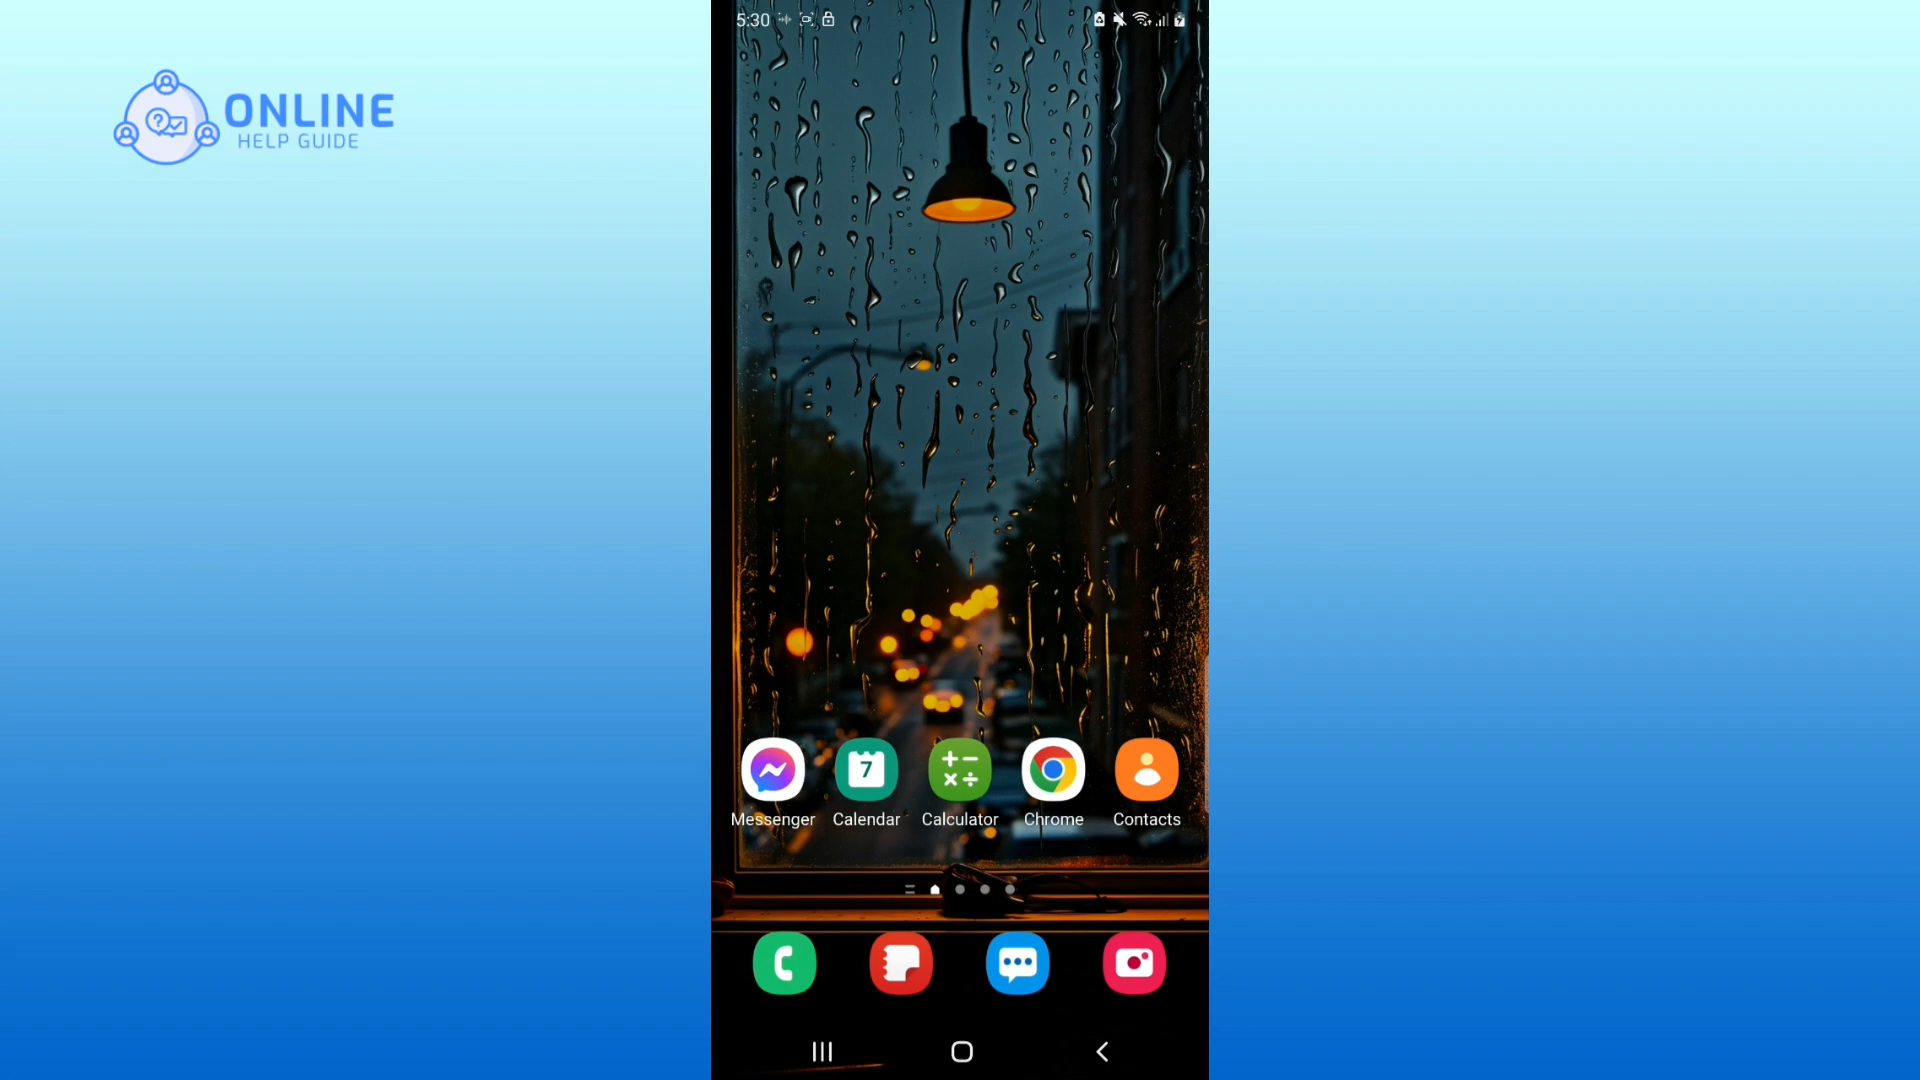 5:30
ONLINE
HELP GUIDE
7
Messenger Calendar Calculator Chrome Contacts